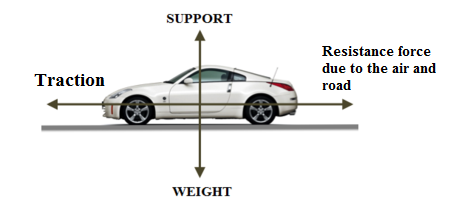 SUPPORT
Traction
Resistance force
due to the air and
road
WEIGHT